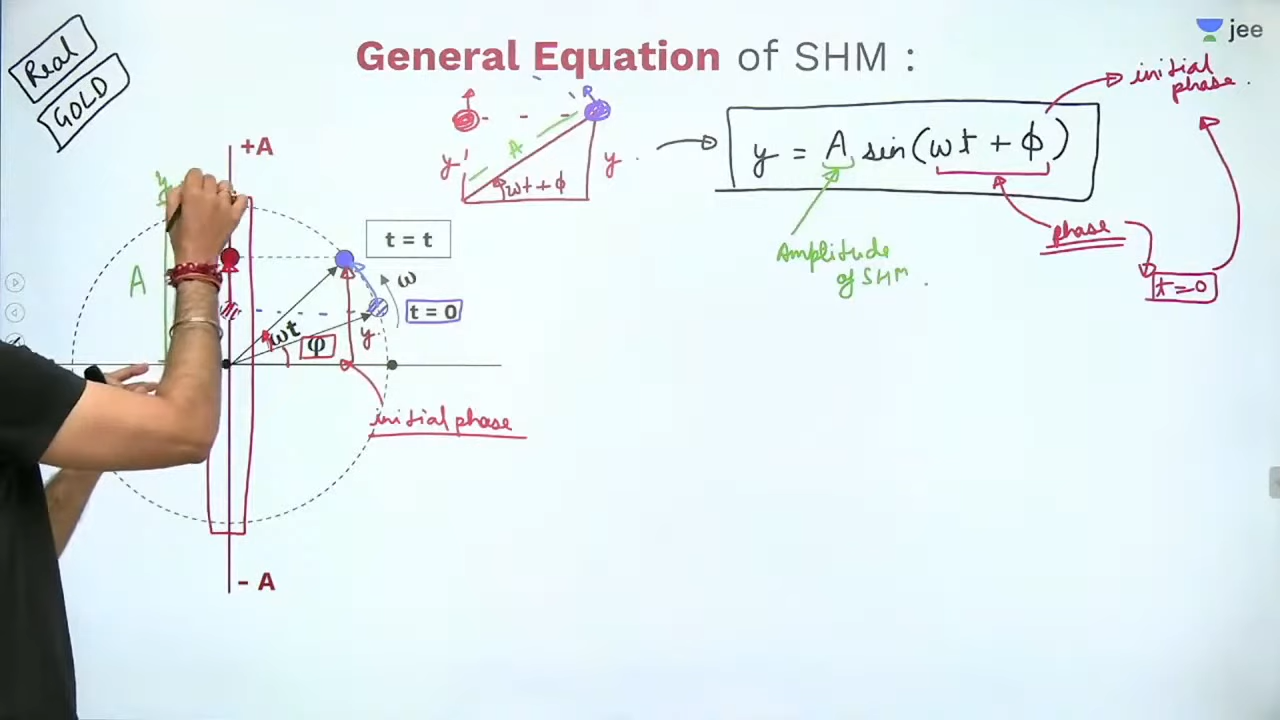 Real
GOLD
General Equation of SHM :
jee
initial
phase.
y = A sin(ωt + ϕ)
A
y'
y
ωt+ϕ
+A
y
t = t
phase
Amplitude
of SHM.
t=0
A
ω
t = 0
ωt
φ
y
initial phase
- A